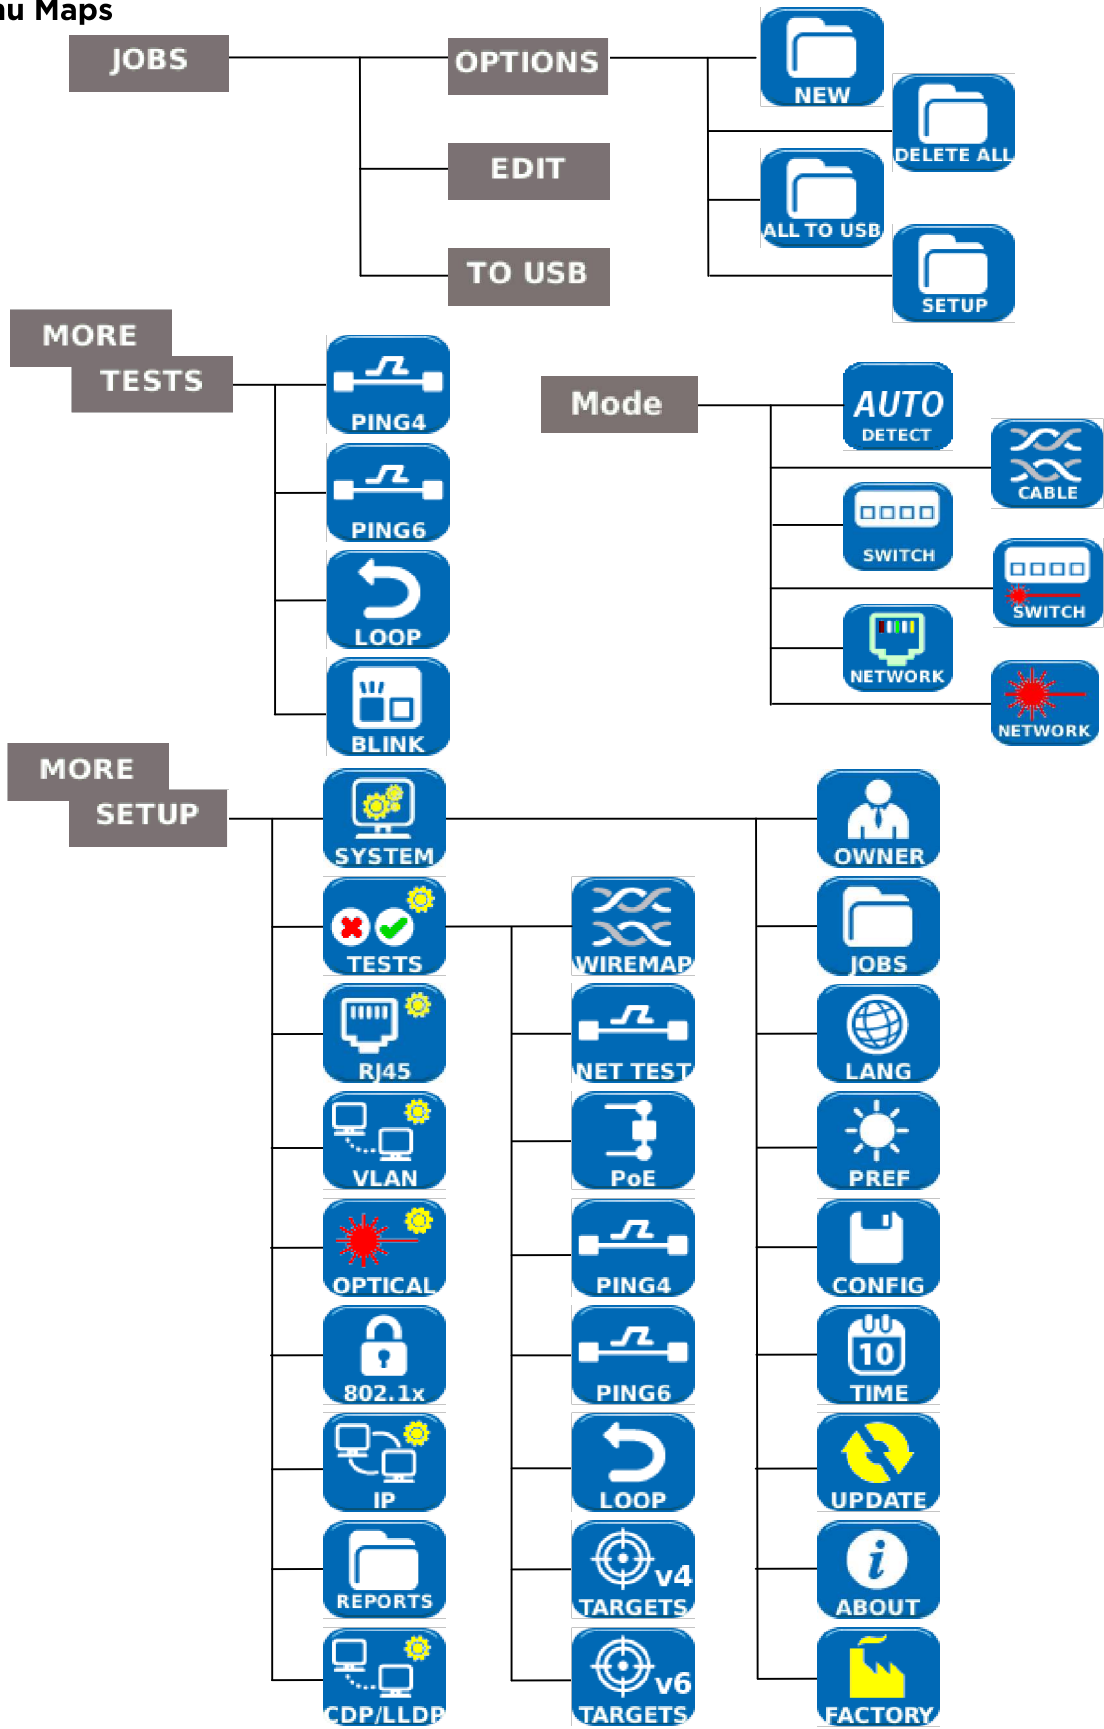 nu Maps
JOBS
OPTIONS
NEW
DELETE ALL
EDIT
ALL TO USB
TO USB
SETUP
MORE
TESTS
PING4
PING6
LOOP
BLINK
Mode
AUTO
DETECT
CABLE
SWITCH
SWITCH
NETWORK
NETWORK
MORE
SETUP
SYSTEM
OWNER
TESTS
WIREMAP
JOBS
RJ45
NET TEST
LANG
VLAN
PoE
PREF
OPTICAL
PING4
CONFIG
802.1x
PING6
10
TIME
IP
LOOP
UPDATE
REPORTS
v4
TARGETS
i
ABOUT
CDP/LLDP
v6
TARGETS
FACTORY